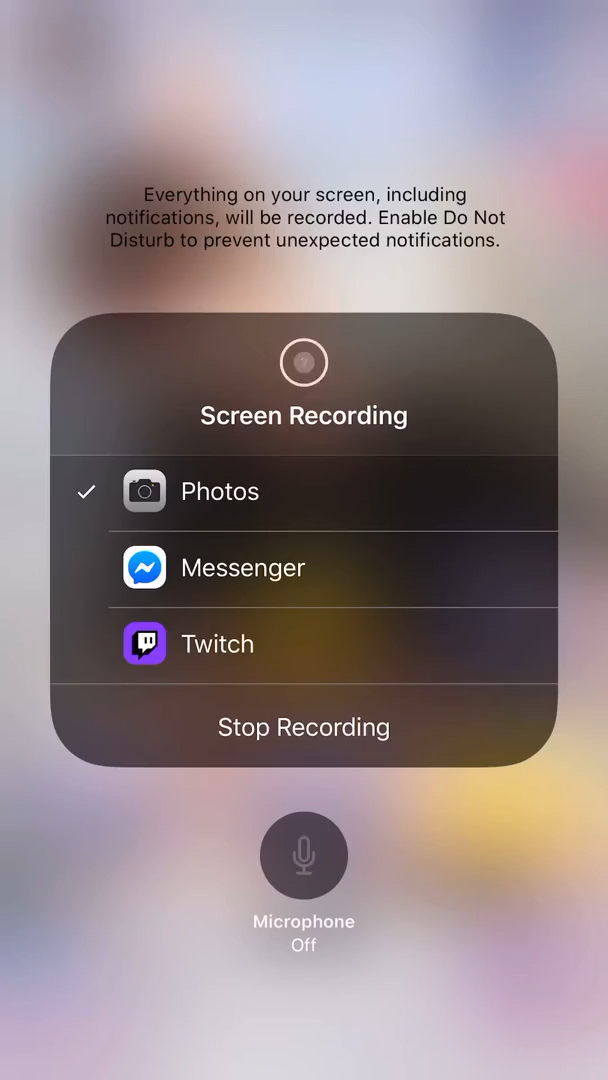 Everything on your screen, including
notifications, will be recorded. Enable Do Not
Disturb to prevent unexpected notifications.
Screen Recording
Photos
Messenger
Twitch
Stop Recording
Microphone
Off